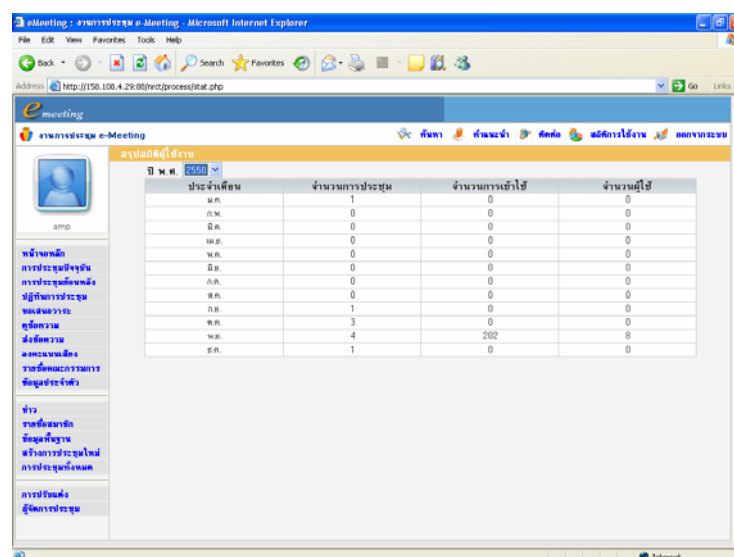 eMeeting : งานการประชุม e-Meeting - Microsoft Internet Explorer
File Edit View Favorites Tools Help
Back Search Favorites
Address http://158.108.4.29:88/nrct/process/stat.php Go Links
emeeting
งานการประชุม e-Meeting ค้นหา คำแนะนำ ติดต่อ สถิติการใช้งาน ออกจากระบบ
สรุปสถิติผู้ใช้งาน
ปี พ.ศ. 2550
ประจำเดือน จำนวนการประชุม จำนวนการเข้าใช้ จำนวนผู้ใช้
ม.ค. 1 0 0
ก.พ. 0 0 0
มี.ค. 0 0 0
เม.ย. 0 0 0
พ.ค. 0 0 0
มิ.ย. 0 0 0
ก.ค. 0 0 0
ส.ค. 0 0 0
ก.ย. 1 0 0
ต.ค. 3 0 0
พ.ย. 4 202 8
ธ.ค. 1 0 0
amp
หน้าจอหลัก
การประชุมปัจจุบัน
การประชุมย้อนหลัง
ปฏิทินการประชุม
ขอเสนอวาระ
ดูข้อความ
ส่งข้อความ
ลงคะแนนเสียง
รายชื่อคณะกรรมการ
ข้อมูลประจำตัว
ข่าว
รายชื่อสมาชิก
ข้อมูลพื้นฐาน
สร้างการประชุมใหม่
การประชุมทั้งหมด
การปรับแต่ง
ผู้จัดการประชุม
Internet